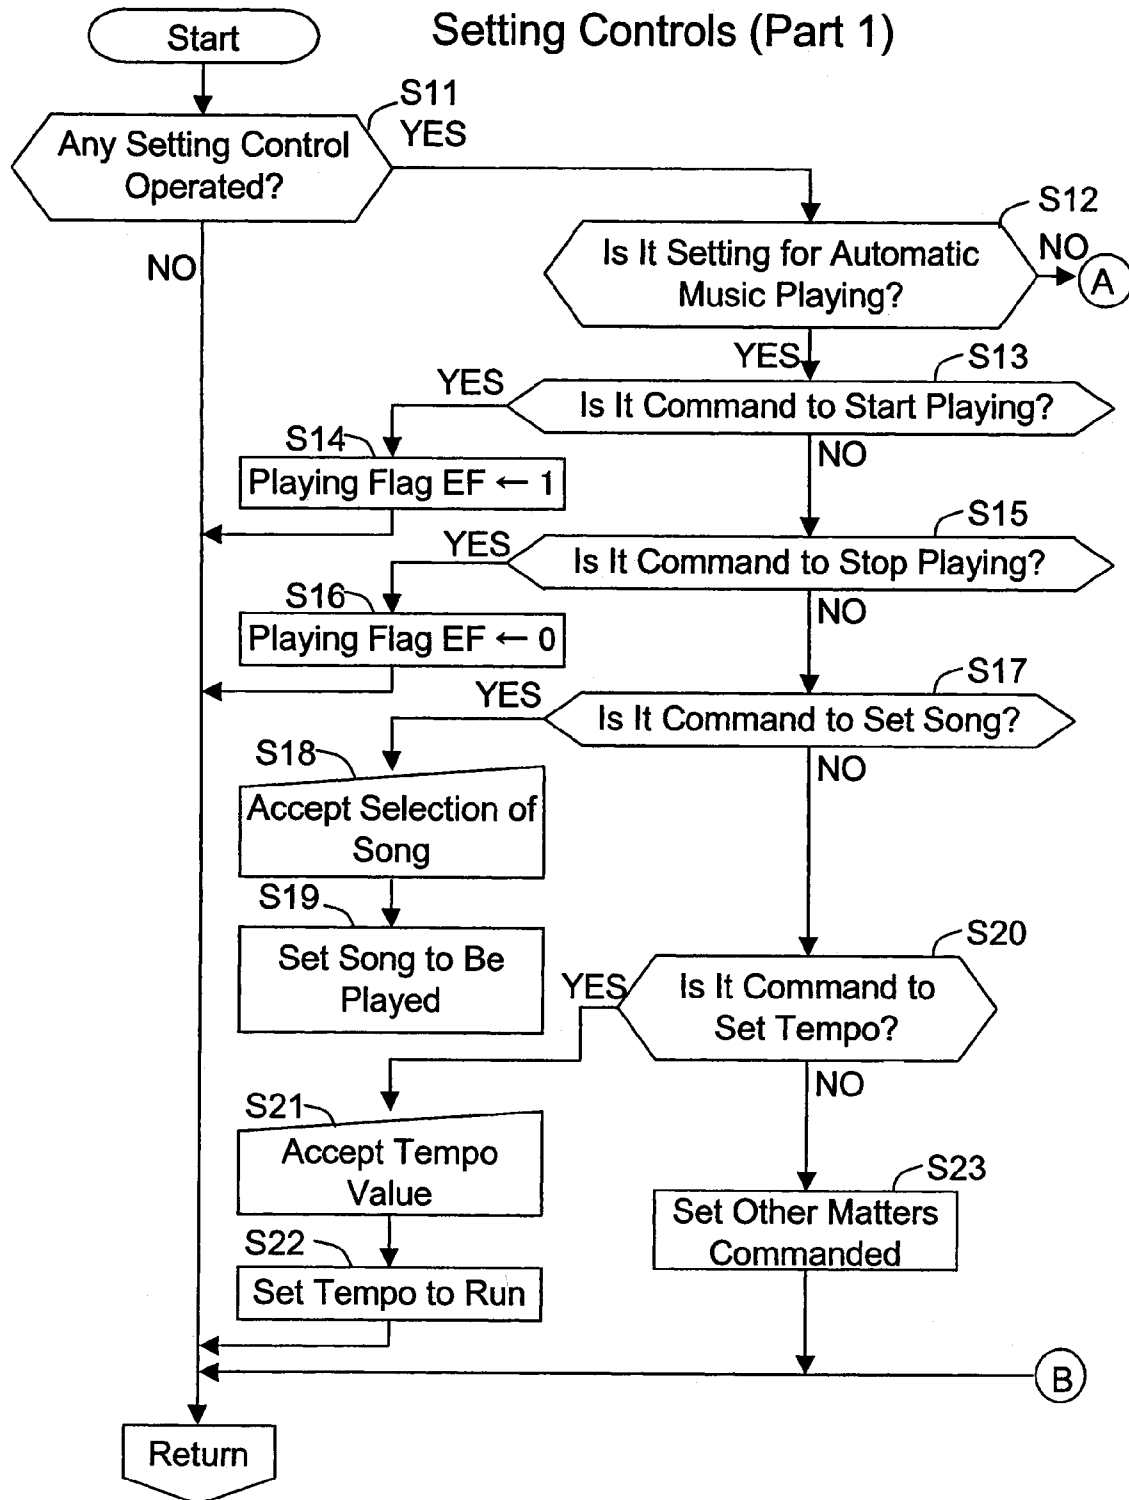 Setting Controls (Part 1)
Start
S11
YES
Any Setting Control
Operated?
NO
S12
Is It Setting for Automatic
Music Playing?
NO
A
YES
S13
Is It Command to Start Playing?
YES
NO
S14
Playing Flag EF ← 1
S15
Is It Command to Stop Playing?
YES
NO
S16
Playing Flag EF ← 0
S17
Is It Command to Set Song?
YES
NO
S18
Accept Selection of
Song
S19
Set Song to Be
Played
S20
Is It Command to
Set Tempo?
YES
NO
S21
Accept Tempo
Value
S22
Set Tempo to Run
S23
Set Other Matters
Commanded
B
Return